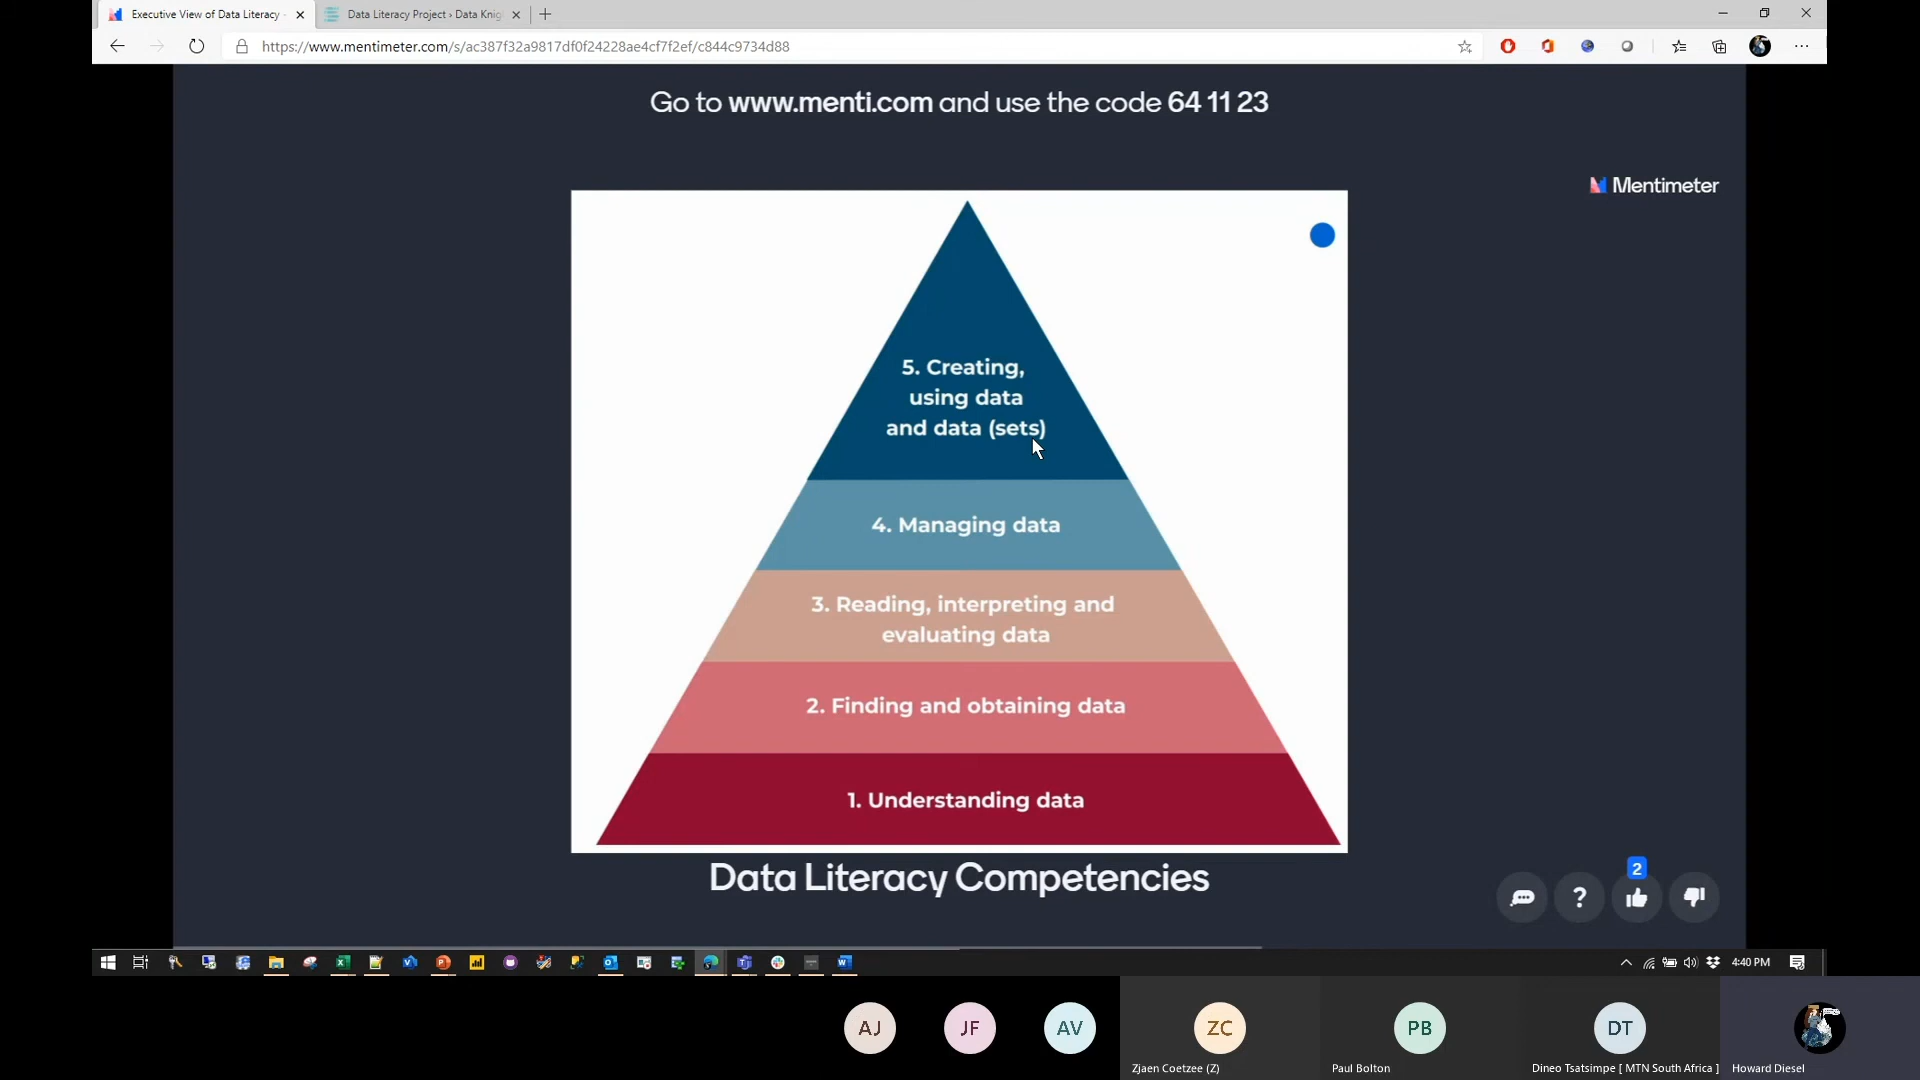 Executive View of Data Literacy -
Data Literacy Project › Data Knig
https://www.mentimeter.com/s/ac387f32a9817df0f24228ae4cf7f2ef/c844c9734d88
Go to www.menti.com and use the code 64 11 23
Mentimeter
5. Creating,
using data
and data (sets)
4. Managing data
3. Reading, interpreting and
evaluating data
2. Finding and obtaining data
1. Understanding data
Data Literacy Competencies
2
?
4:40 PM
AJ
JF
AV
ZC
PB
DT
Zjaen Coetzee (Z)
Paul Bolton
Dineo Tsatsimpe [ MTN South Africa ]
Howard Diesel